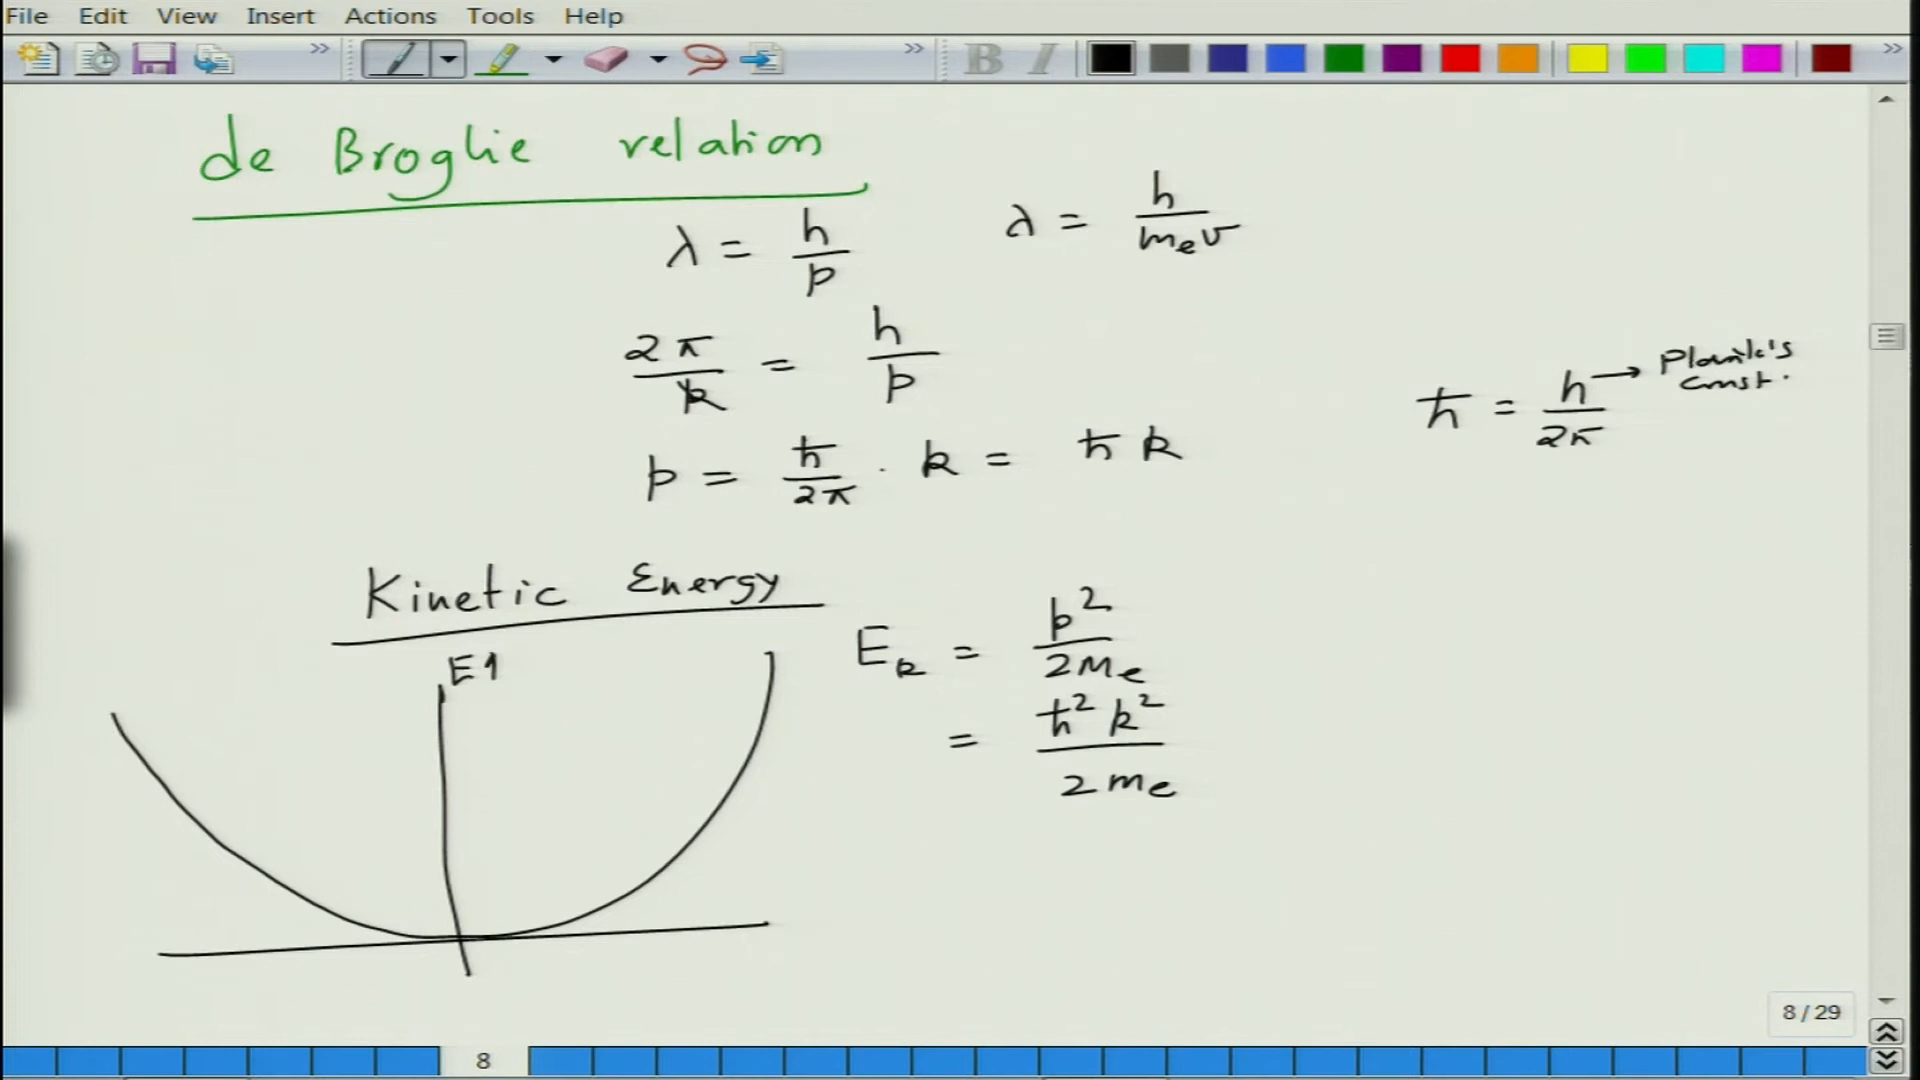 File Edit View Insert Actions Tools Help
B I
de Broglie relation
λ = h/p
λ = h/mₑv
2π/k = h/p
ħ = h/2π → Planck's const.
p = ħ/2π · k = ħk
Kinetic Energy
E↑
Eₖ = p²/2mₑ
= ħ²k²/2mₑ
8 / 29
8